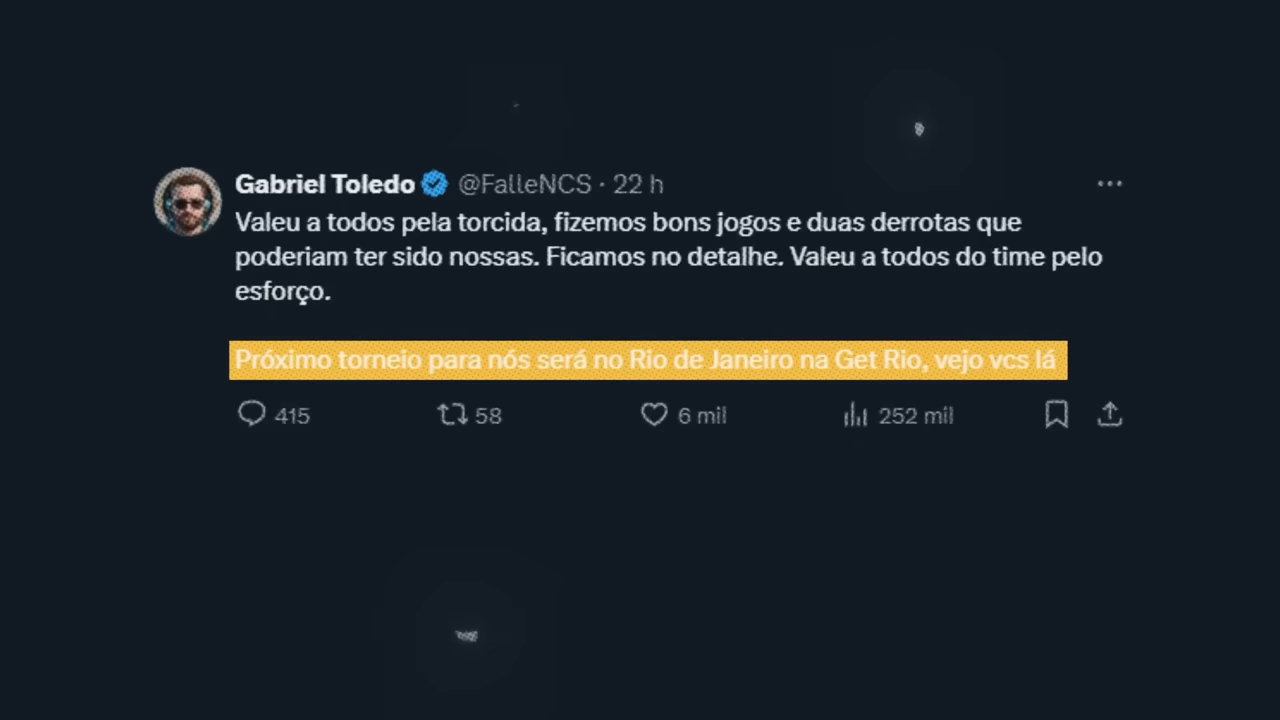 Gabriel Toledo @FalleNCS · 22 h
Valeu a todos pela torcida, fizemos bons jogos e duas derrotas que
poderiam ter sido nossas. Ficamos no detalhe. Valeu a todos do time pelo
esforço.
Próximo torneio para nós será no Rio de Janeiro na Get Rio, vejo vcs lá
415 58 6 mil 252 mil